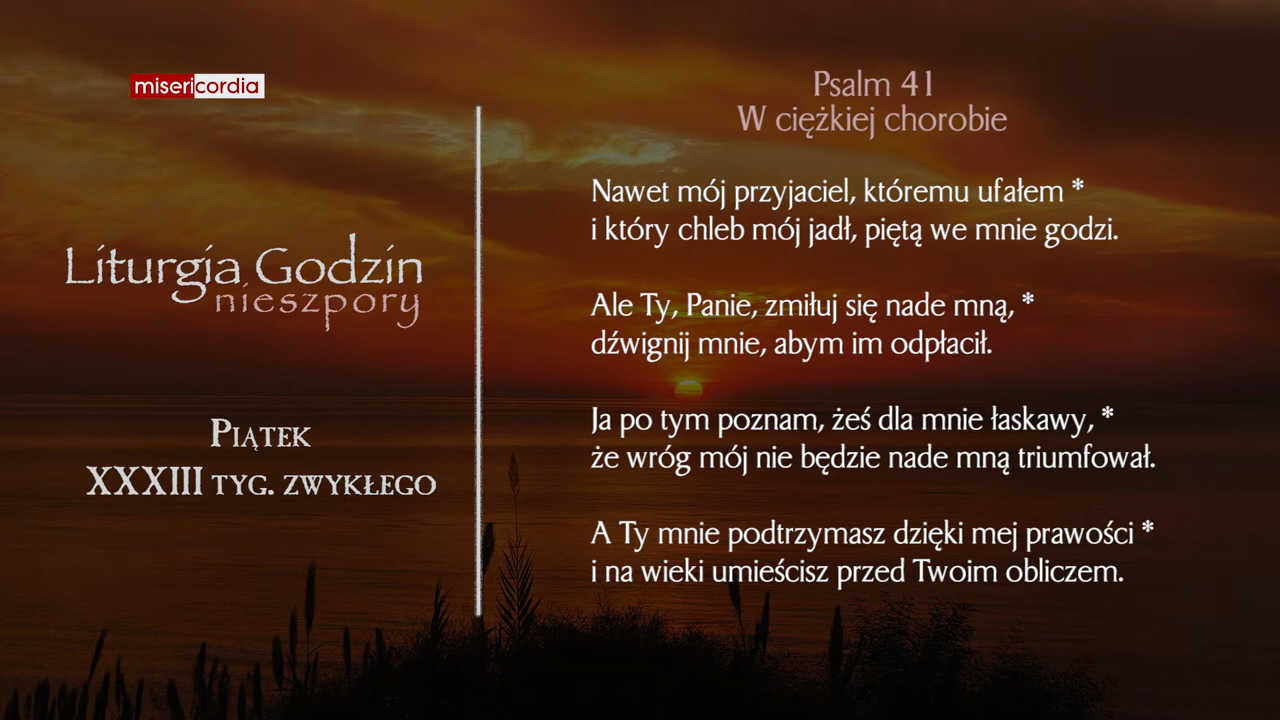 misericordia
Liturgia Godzin
nieszpory
Piątek
XXXIII tyg. zwykłego
Psalm 41
W ciężkiej chorobie
Nawet mój przyjaciel, któremu ufałem *
i który chleb mój jadł, piętą we mnie godzi.
Ale Ty, Panie, zmiłuj się nade mną, *
dźwignij mnie, abym im odpłacił.
Ja po tym poznam, żeś dla mnie łaskawy, *
że wróg mój nie będzie nade mną triumfował.
A Ty mnie podtrzymasz dzięki mej prawości *
i na wieki umieścisz przed Twoim obliczem.